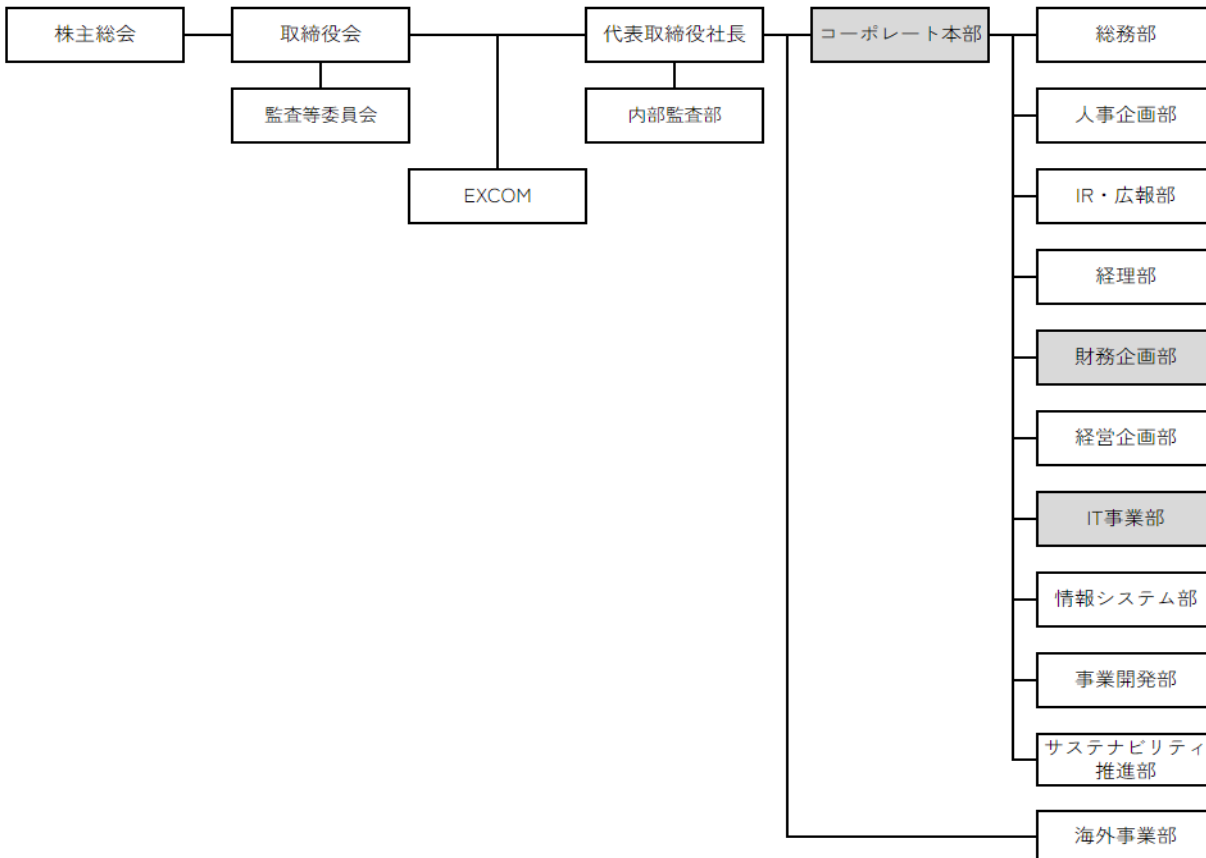 株主総会
取締役会
代表取締役社長
コーポレート本部
総務部
監査等委員会
内部監査部
人事企画部
EXCOM
IR・広報部
経理部
財務企画部
経営企画部
IT事業部
情報システム部
事業開発部
サステナビリティ
推進部
海外事業部